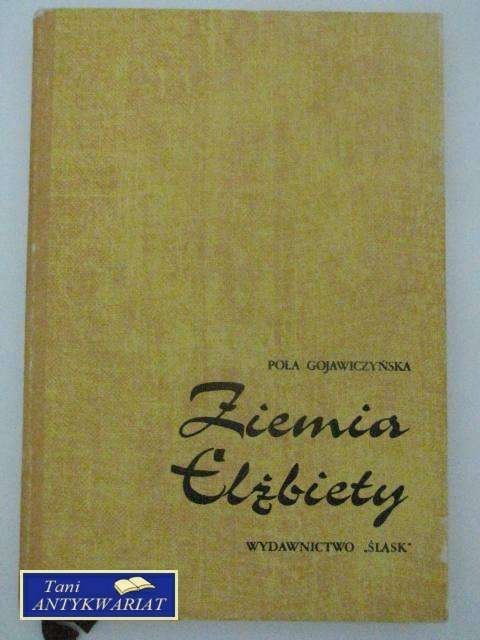 POLA GOJAWICZYŃSKA
Ziemia
Elżbiety
WYDAWNICTWO „ŚLĄSK”
Tani
ANTYKWARIAT